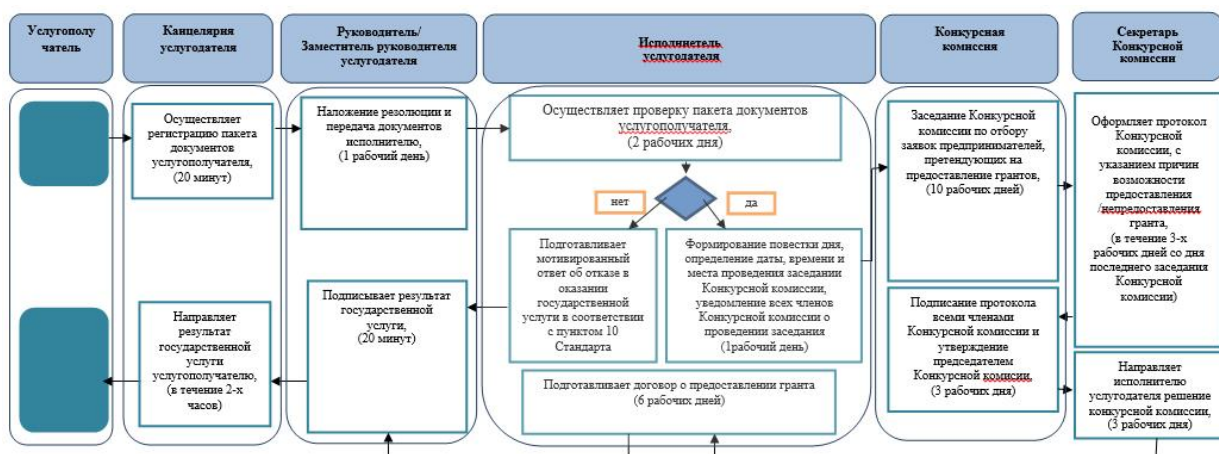 Услугополу
чатель
Канцелярия
услугодателя
Руководитель/
Заместитель руководителя
услугодателя
Исполнетель
услугодателя
Конкурсная
комиссия
Секретарь
Конкурсной
комиссии
Осуществляет
регистрацию пакета
документов
услугополучателя,
(20 минут)
Наложение резолюции и
передача документов
исполнителю,
(1 рабочий день)
Осуществляет проверку пакета документов
услугополучателя,
(2 рабочих дня)
нет
да
Подготавливает
мотивированный
ответ об отказе в
оказании
государственной
услуги в соответствии
с пунктом 10
Стандарта
Формирование повестки дня,
определение даты, времени и
места проведения заседании
Конкурсной комиссии,
уведомление всех членов
Конкурсной комиссии о
проведении заседания
(1рабочий день)
Заседание Конкурсной
комиссии по отбору
заявок предпринимателей,
претендующих на
предоставление грантов,
(10 рабочих дней)
Оформляет протокол
Конкурсной
комиссии, с
указанием причин
возможности
предоставления
/непредоставления
гранта,
(в течение 3-х
рабочих дней со дня
последнего заседания
Конкурсной
комиссии)
Подписание протокола
всеми членами
Конкурсной комиссии и
утверждение
председателем
Конкурсной комисии,
(3 рабочих дня)
Направляет
исполнителю
услугодателя решение
конкурсной комиссии,
(3 рабочих дня)
Подготавливает договор о предоставлении гранта
(6 рабочих дней)
Подписывает результат
государственной
услуги,
(20 минут)
Направляет
результат
государственной
услуги
услугополучателю,
(в течение 2-х
часов)